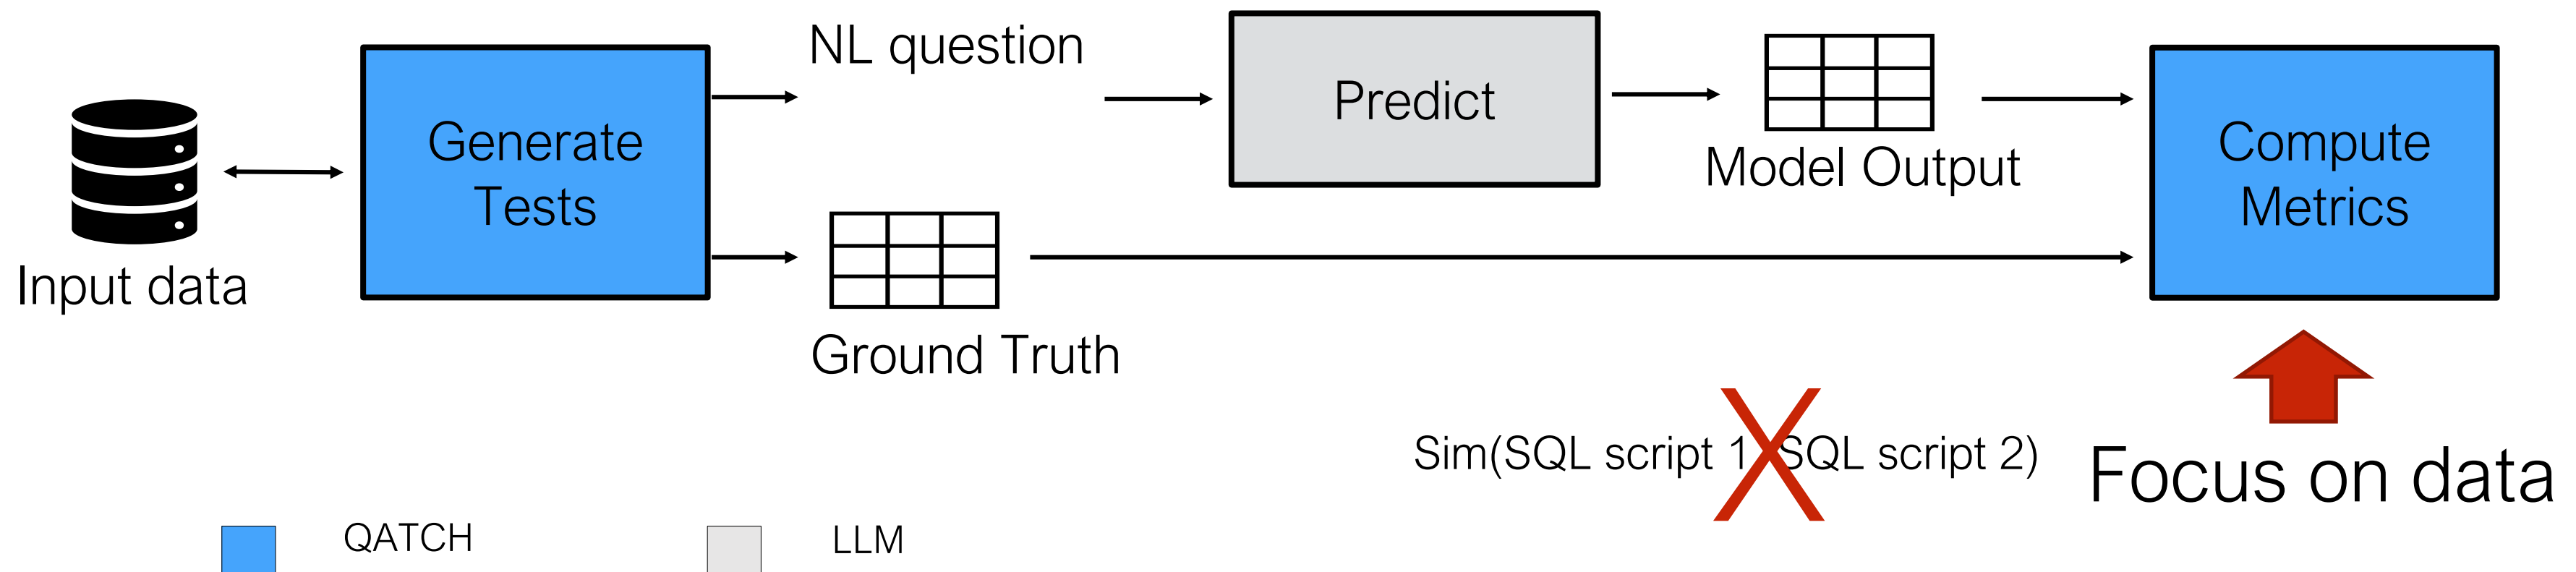 Input data
Generate
Tests
NL question
Ground Truth
Predict
Model Output
Compute
Metrics
Sim(SQL script 1, SQL script 2)
X
Focus on data
QATCH
LLM